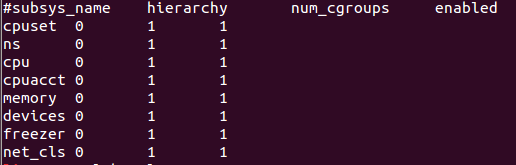 #subsys_name hierarchy num_cgroups enabled
cpuset 0 1 1
ns 0 1 1
cpu 0 1 1
cpuacct 0 1 1
memory 0 1 1
devices 0 1 1
freezer 0 1 1
net_cls 0 1 1